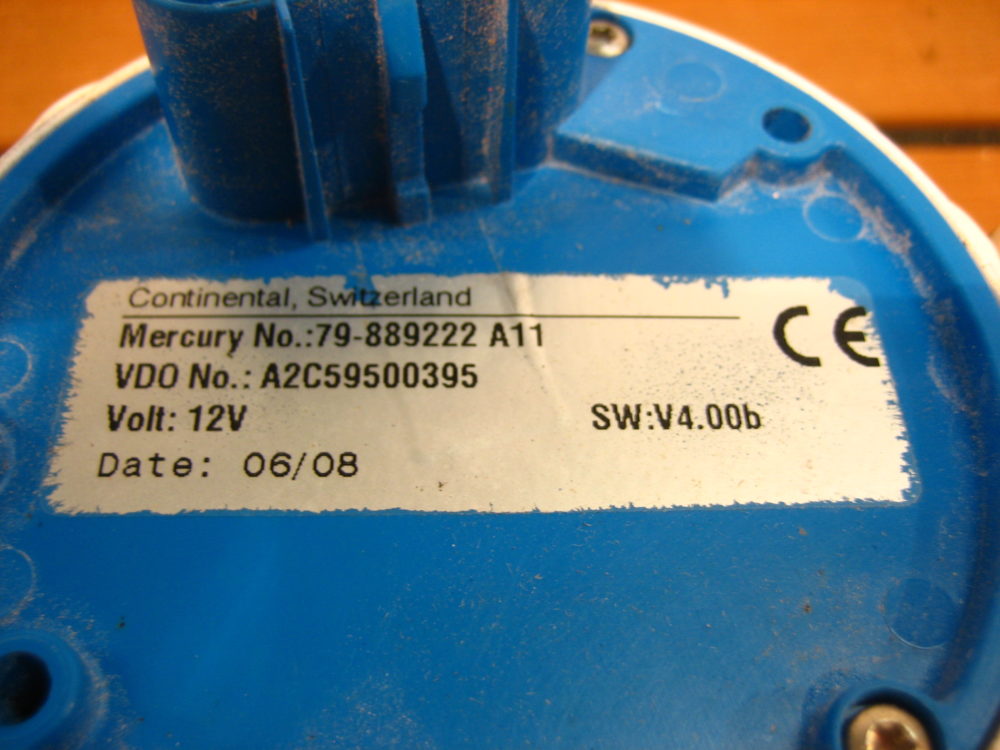 Continental, Switzerland
Mercury No.:79-889222 A11
VDO No.: A2C59500395
Volt: 12V SW:V4.00b
Date: 06/08
CE